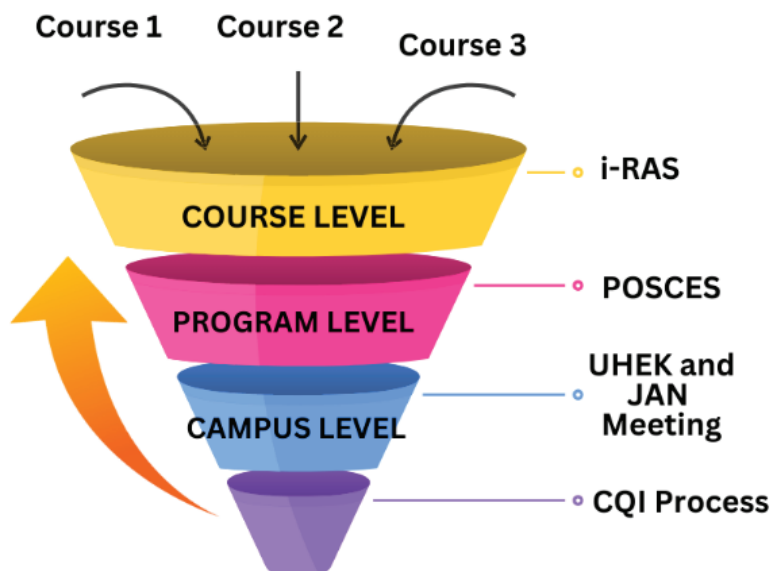 Course 1
Course 2
Course 3
COURSE LEVEL
i-RAS
PROGRAM LEVEL
POSCES
CAMPUS LEVEL
UHEK and
JAN
Meeting
CQI Process